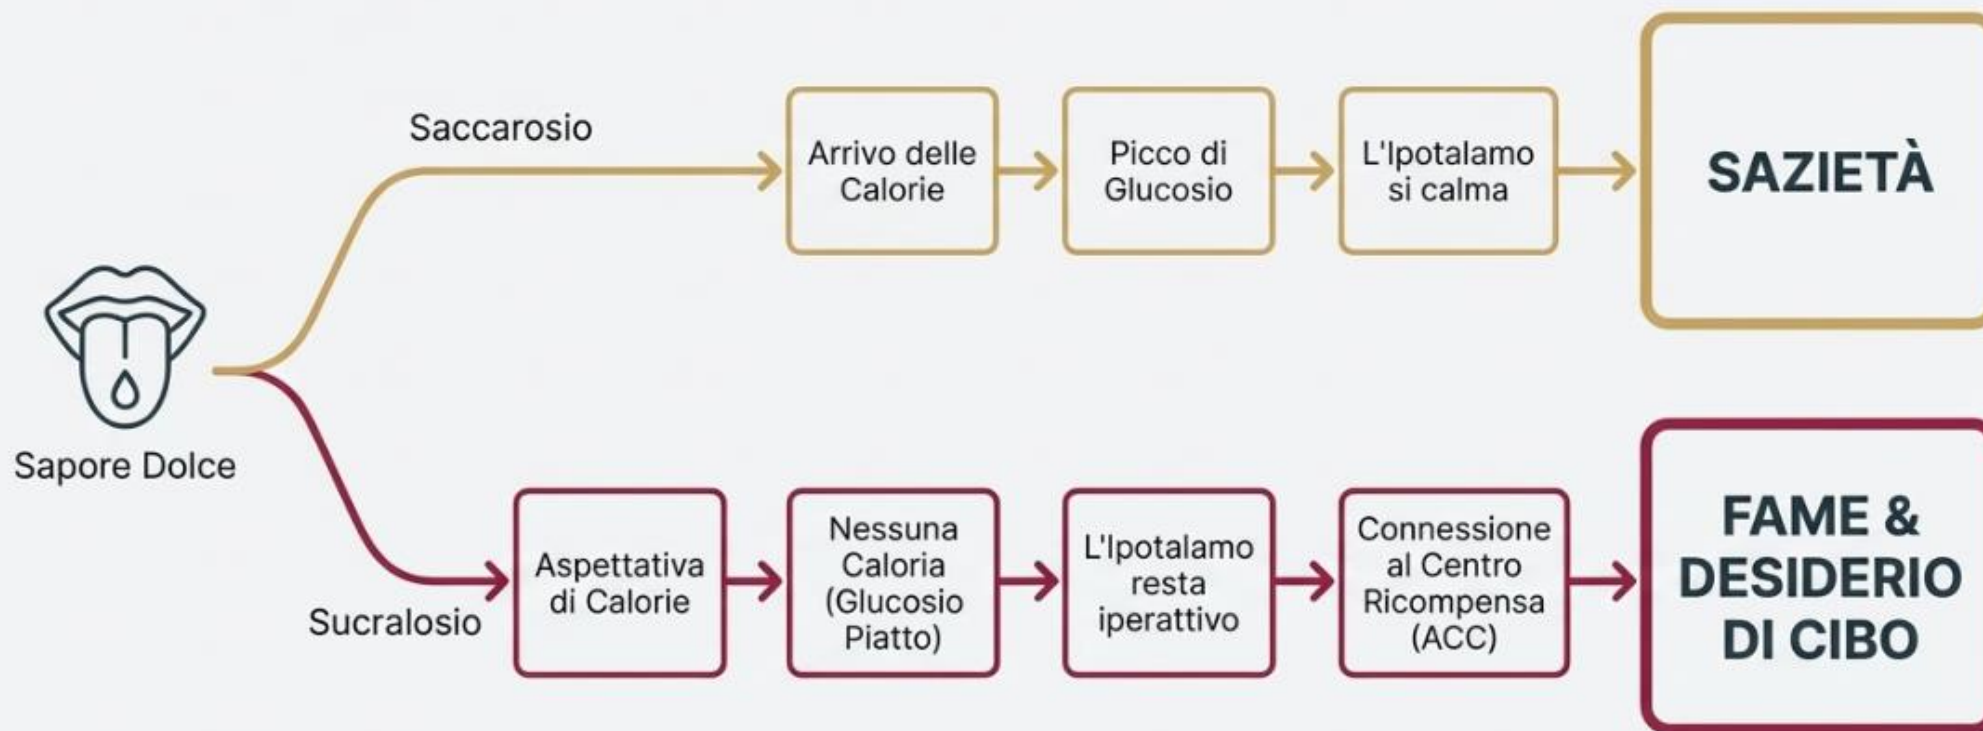 Sapore Dolce
Saccarosio
Arrivo delle
Calorie
Picco di
Glucosio
L'Ipotalamo
si calma
SAZIETÀ
Sucralosio
Aspettativa
di Calorie
Nessuna
Caloria
(Glucosio
Piatto)
L'Ipotalamo
resta
iperattivo
Connessione
al Centro
Ricompensa
(ACC)
FAME &
DESIDERIO
DI CIBO